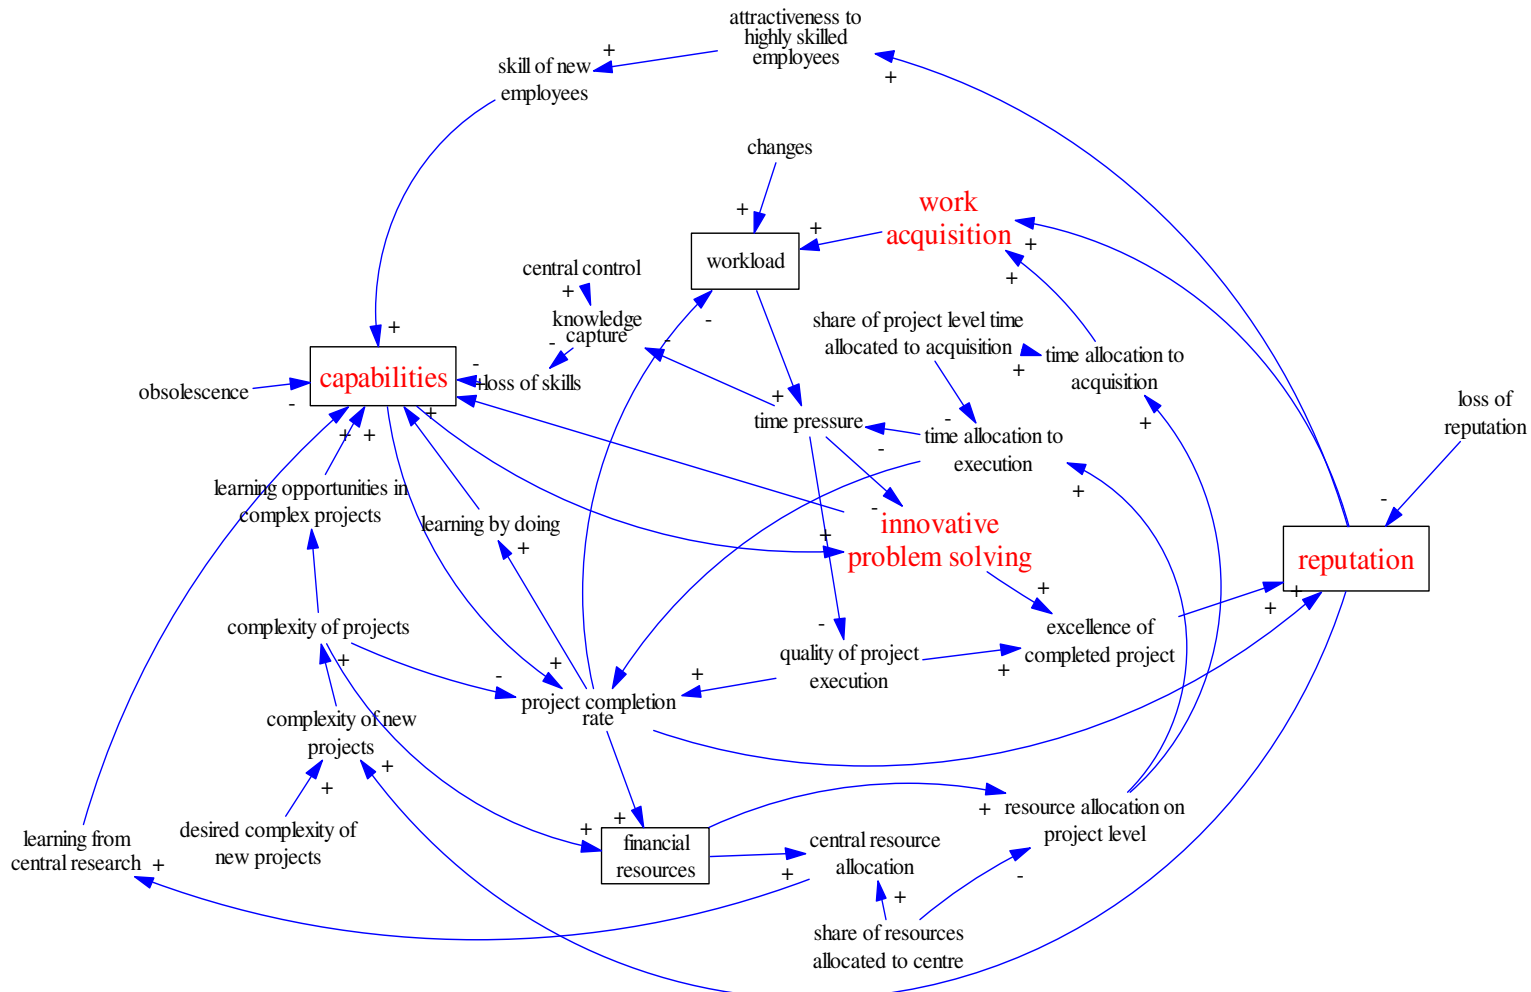 attractiveness to
highly skilled
employees
+
+
skill of new
employees
changes
+
work
acquisition
+
+
+
workload
central control
+
knowledge
capture
-
-
-
share of project level time
allocated to acquisition
+
time allocation to
acquisition
+
+
capabilities
-
+
loss of skills
obsolescence
-
+
+
+
+
time pressure
-
-
time allocation to
execution
+
+
loss of
reputation
-
learning opportunities in
complex projects
learning by doing
+
-
innovative
problem solving
+
+
reputation
+
+
complexity of projects
+
-
+
-
quality of project
execution
+
+
excellence of
completed project
project completion
rate
complexity of new
projects
+
+
desired complexity of
new projects
learning from
central research
+
+
+
financial
resources
+
central resource
allocation
+
+
resource allocation on
project level
-
share of resources
allocated to centre